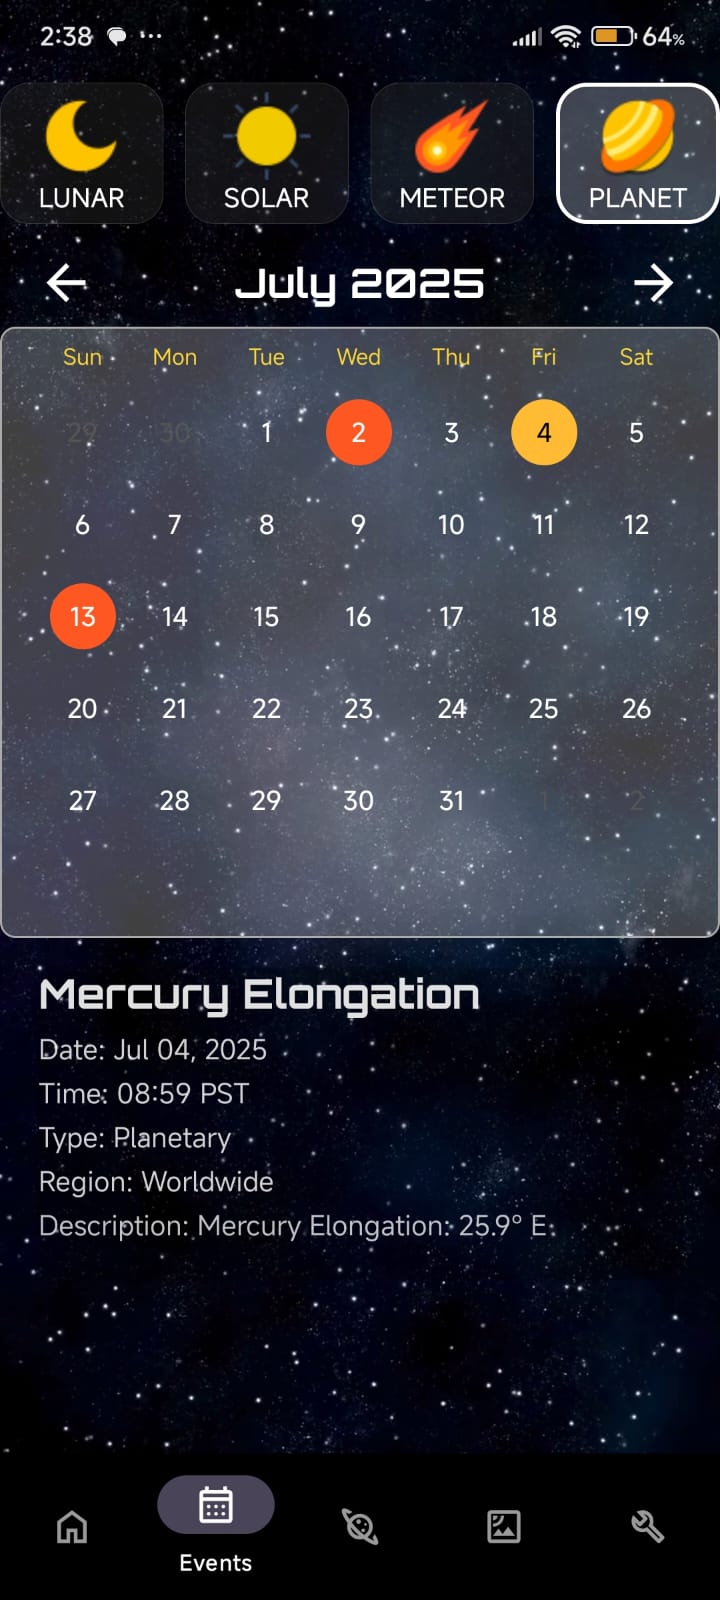 2:38 64%
LUNAR SOLAR METEOR PLANET
July 2025
Sun Mon Tue Wed Thu Fri Sat
29 30 1 2 3 4 5
6 7 8 9 10 11 12
13 14 15 16 17 18 19
20 21 22 23 24 25 26
27 28 29 30 31 1 2
Mercury Elongation
Date: Jul 04, 2025
Time: 08:59 PST
Type: Planetary
Region: Worldwide
Description: Mercury Elongation: 25.9° E
Events